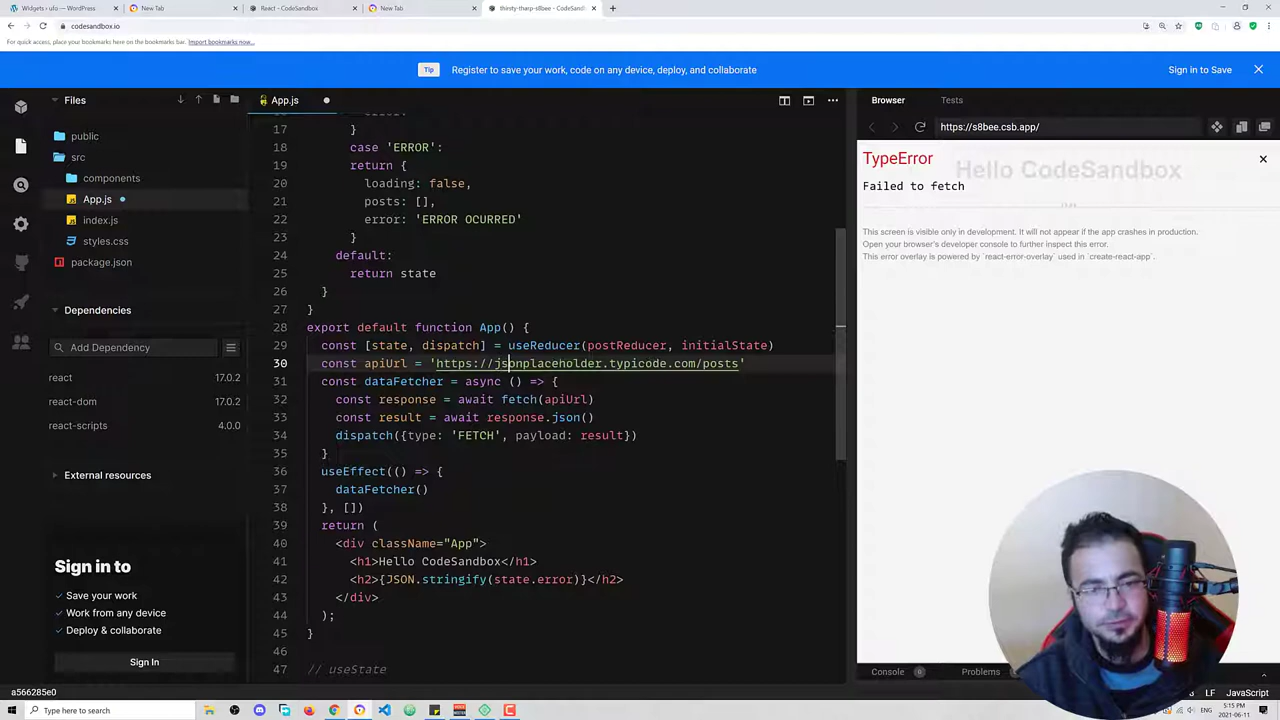 Widgets ‹ ufo — WordPress
New Tab
React - CodeSandbox
New Tab
thirsty-tharp-s8bee - CodeSandb
codesandbox.io
For quick access, place your bookmarks here on the bookmarks bar. Import bookmarks now...
Tip
Register to save your work, code on any device, deploy, and collaborate
Sign in to Save
Files
public
src
components
App.js
index.js
styles.css
package.json
Dependencies
Add Dependency
react 17.0.2
react-dom 17.0.2
react-scripts 4.0.0
External resources
Sign in to
Save your work
Work from any device
Deploy & collaborate
Sign In
a566285e0
App.js
17 }
18 case 'ERROR':
19 return {
20 loading: false,
21 posts: [],
22 error: 'ERROR OCURRED'
23 }
24 default:
25 return state
26 }
27 }
28 export default function App() {
29 const [state, dispatch] = useReducer(postReducer, initialState)
30 const apiUrl = 'https://jsonplaceholder.typicode.com/posts'
31 const dataFetcher = async () => {
32 const response = await fetch(apiUrl)
33 const result = await response.json()
34 dispatch({type: 'FETCH', payload: result})
35 }
36 useEffect(() => {
37 dataFetcher()
38 }, [])
39 return (
40 <div className="App">
41 <h1>Hello CodeSandbox</h1>
42 <h2>{JSON.stringify(state.error)}</h2>
43 </div>
44 );
45 }
46
47 // useState
Browser
Tests
https://s8bee.csb.app/
TypeError
Hello CodeSandbox
Failed to fetch
This screen is visible only in development. It will not appear if the app crashes in production.
Open your browser's developer console to further inspect this error.
This error overlay is powered by `react-error-overlay` used in `create-react-app`.
Console 0
Problems
LF
JavaScript
Type here to search
5:15 PM
2021-06-11